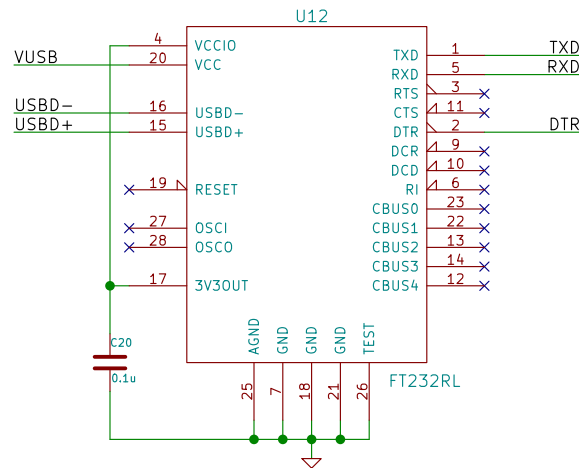 U12
4 VCCIO
VUSB 20 VCC
USBD- 16 USBD-
USBD+ 15 USBD+
19 RESET
27 OSCI
28 OSCO
17 3V3OUT
TXD 1 TXD
RXD 5 RXD
RTS 3
CTS 11
DTR 2 DTR
DCR 9
DCD 10
RI 6
CBUS0 23
CBUS1 22
CBUS2 13
CBUS3 14
CBUS4 12
AGND 25
GND 7
GND 18
GND 21
TEST 26
FT232RL
C20
0.1u